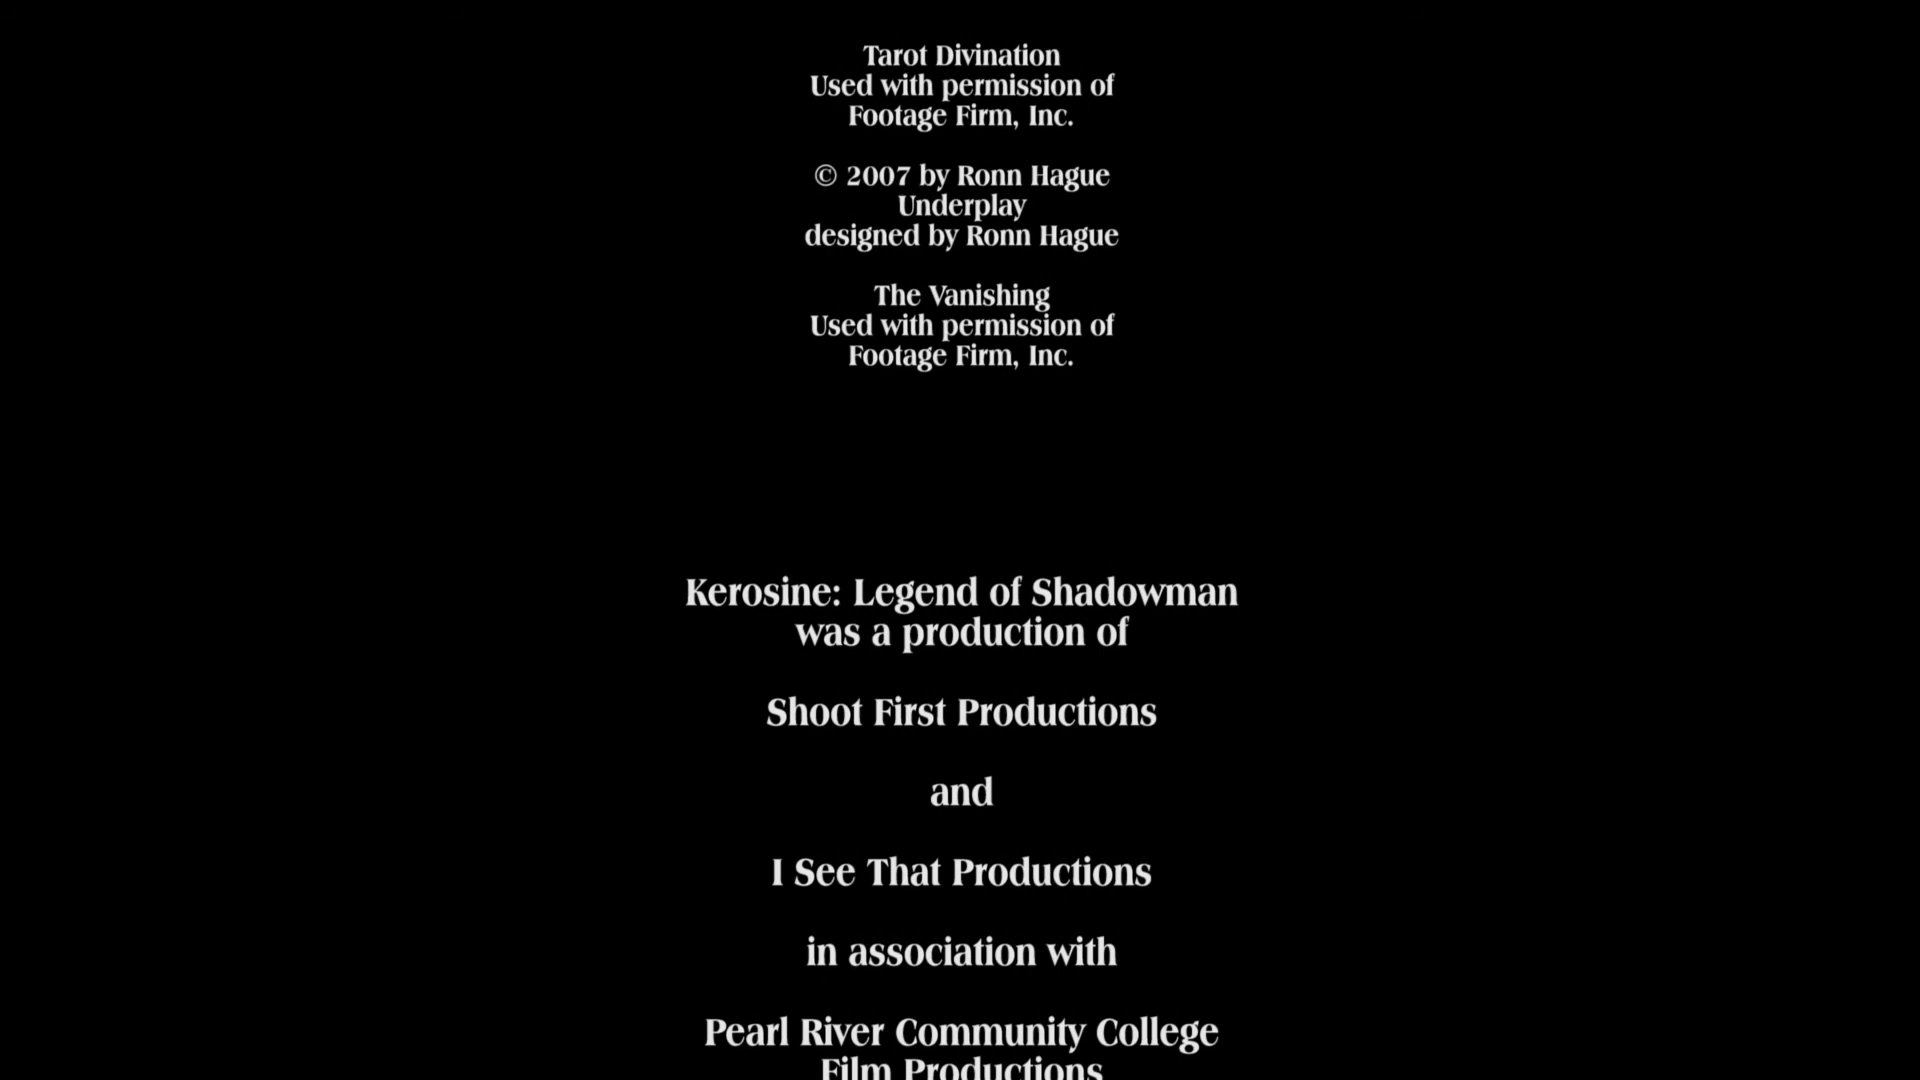 Tarot Divination
Used with permission of
Footage Firm, Inc.
© 2007 by Ronn Hague
Underplay
designed by Ronn Hague
The Vanishing
Used with permission of
Footage Firm, Inc.
Kerosine: Legend of Shadowman
was a production of
Shoot First Productions
and
I See That Productions
in association with
Pearl River Community College
Film Productions